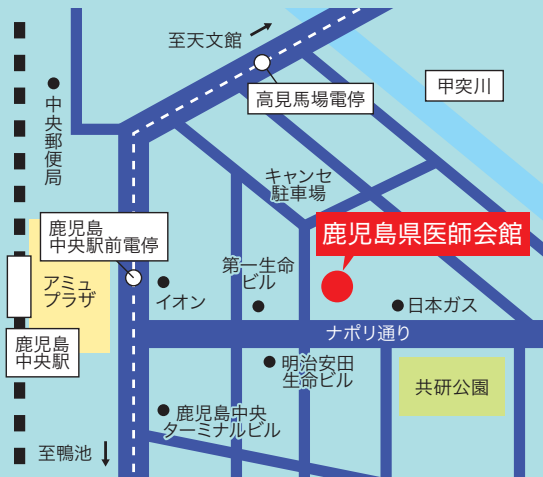 至天文館
高見馬場電停
甲突川
中央郵便局
キャンセ
駐車場
鹿児島
中央駅前電停
鹿児島県医師会館
第一生命
ビル
アミュ
プラザ
イオン
日本ガス
ナポリ通り
鹿児島
中央駅
明治安田
生命ビル
共研公園
鹿児島中央
ターミナルビル
至鴨池